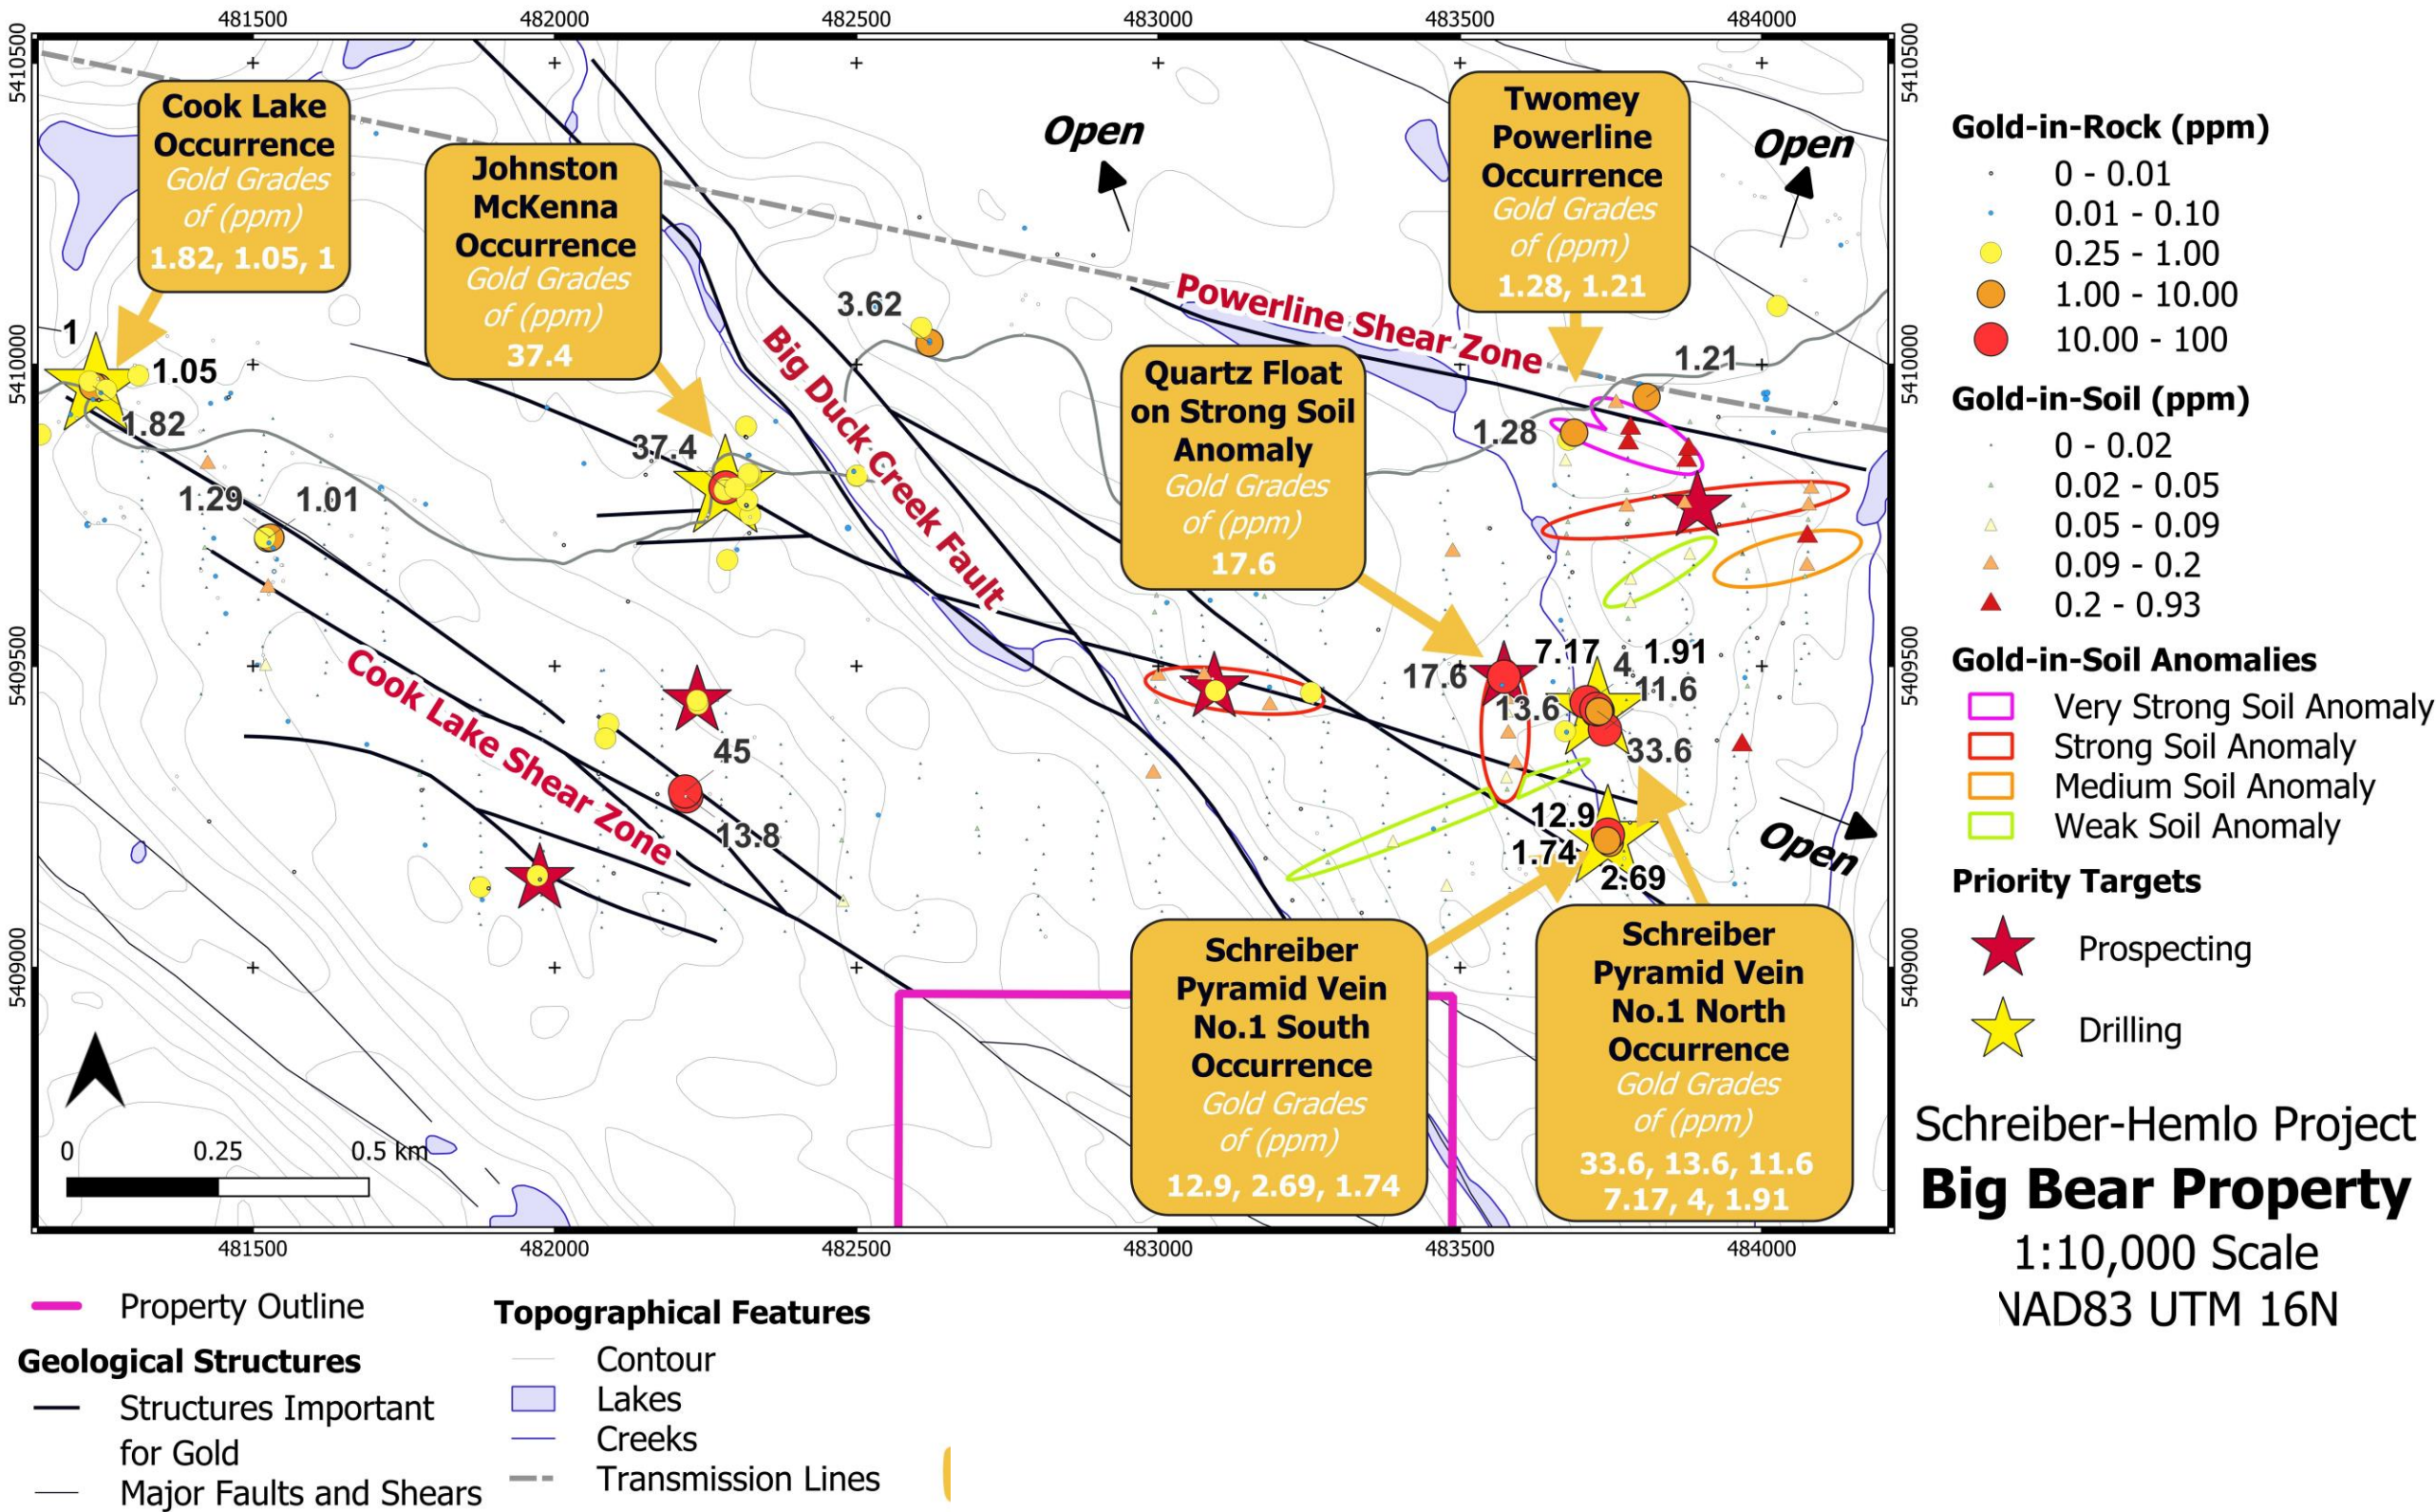 481500 482000 482500 483000 483500 484000
5410500
5410500
5410000
5410000
5409500
5409500
5409000
5409000
Cook Lake
Occurrence
Gold Grades
of (ppm)
1.82, 1.05, 1
Johnston
McKenna
Occurrence
Gold Grades
of (ppm)
37.4
Open
Twomey
Powerline
Occurrence
Gold Grades
of (ppm)
1.28, 1.21
Open
Powerline Shear Zone
Big Duck Creek Fault
Quartz Float
on Strong Soil
Anomaly
Gold Grades
of (ppm)
17.6
1
1.05
1.82
3.62
1.21
1.28
37.4
1.29
1.01
Cook Lake Shear Zone
45
13.8
17.6
7.17
4
1.91
11.6
13.6
33.6
12.9
1.74
2.69
Open
Schreiber
Pyramid Vein
No.1 South
Occurrence
Gold Grades
of (ppm)
12.9, 2.69, 1.74
Schreiber
Pyramid Vein
No.1 North
Occurrence
Gold Grades
of (ppm)
33.6, 13.6, 11.6
7.17, 4, 1.91
0 0.25 0.5 km
481500 482000 482500 483000 483500 484000
Gold-in-Rock (ppm)
0 - 0.01
0.01 - 0.10
0.25 - 1.00
1.00 - 10.00
10.00 - 100
Gold-in-Soil (ppm)
0 - 0.02
0.02 - 0.05
0.05 - 0.09
0.09 - 0.2
0.2 - 0.93
Gold-in-Soil Anomalies
Very Strong Soil Anomaly
Strong Soil Anomaly
Medium Soil Anomaly
Weak Soil Anomaly
Priority Targets
Prospecting
Drilling
Schreiber-Hemlo Project
Big Bear Property
1:10,000 Scale
NAD83 UTM 16N
Property Outline
Geological Structures
Structures Important
for Gold
Major Faults and Shears
Topographical Features
Contour
Lakes
Creeks
Transmission Lines